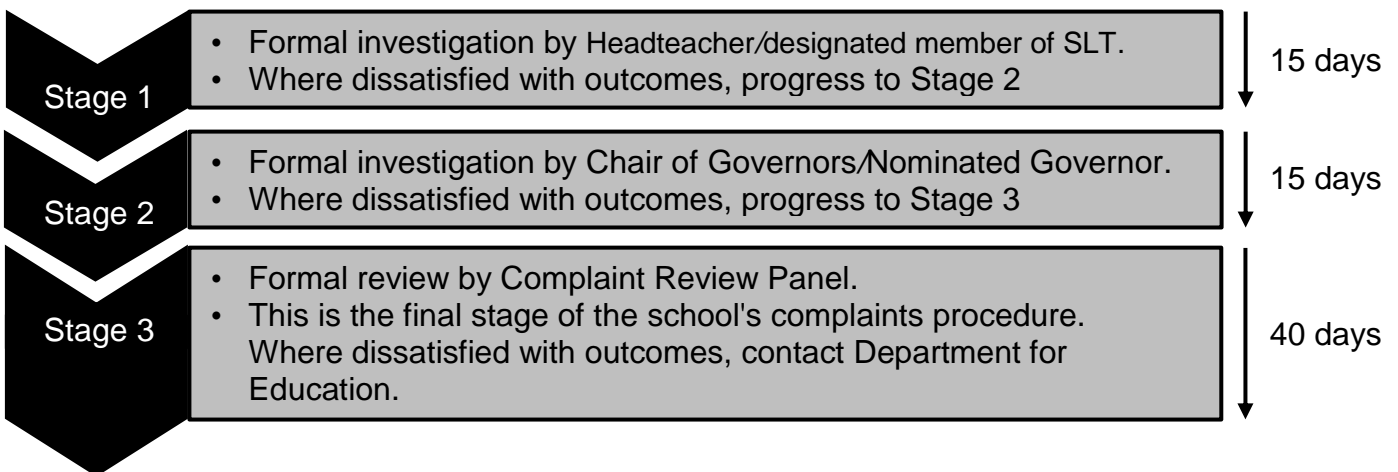 Stage 1
• Formal investigation by Headteacher/designated member of SLT.
• Where dissatisfied with outcomes, progress to Stage 2
15 days
Stage 2
• Formal investigation by Chair of Governors/Nominated Governor.
• Where dissatisfied with outcomes, progress to Stage 3
15 days
Stage 3
• Formal review by Complaint Review Panel.
• This is the final stage of the school's complaints procedure.
Where dissatisfied with outcomes, contact Department for
Education.
40 days